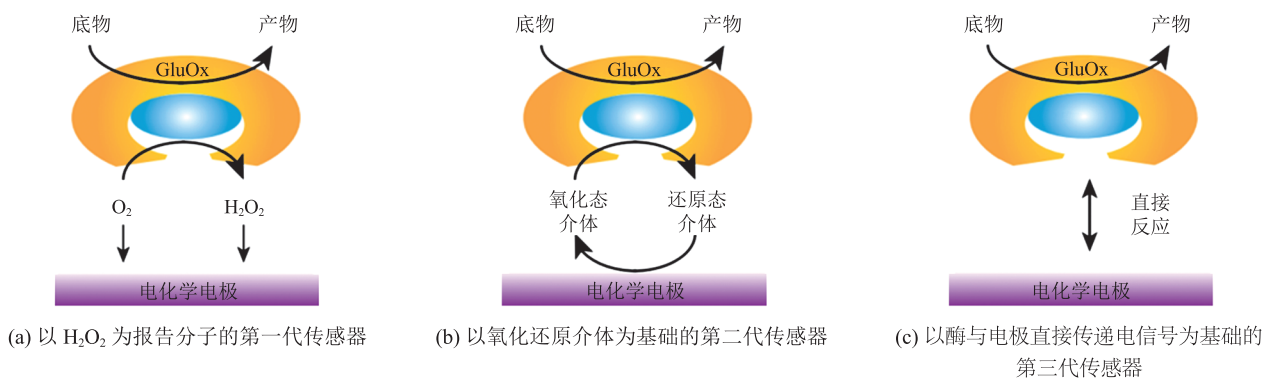 底物 产物
GluOx
O₂ H₂O₂
电化学电极
(a) 以 H₂O₂ 为报告分子的第一代传感器
底物 产物
GluOx
氧化态 还原态
介体 介体
电化学电极
(b) 以氧化还原介体为基础的第二代传感器
底物 产物
GluOx
直接
反应
电化学电极
(c) 以酶与电极直接传递电信号为基础的
第三代传感器